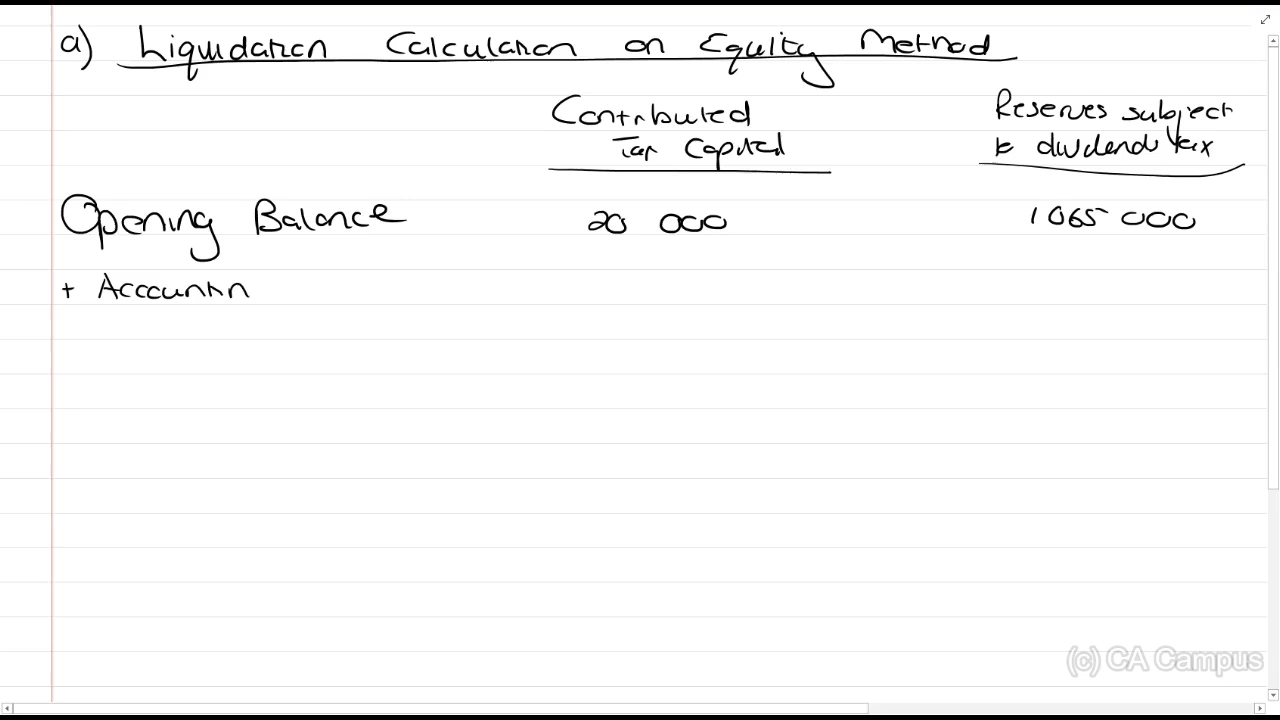 a) Liquidation Calculation on Equity Method
Contributed Reserves subject
Tax Capital to dividends tax
Opening Balance 20 000 1 065 000
+ Accountin
(c) CA Campus